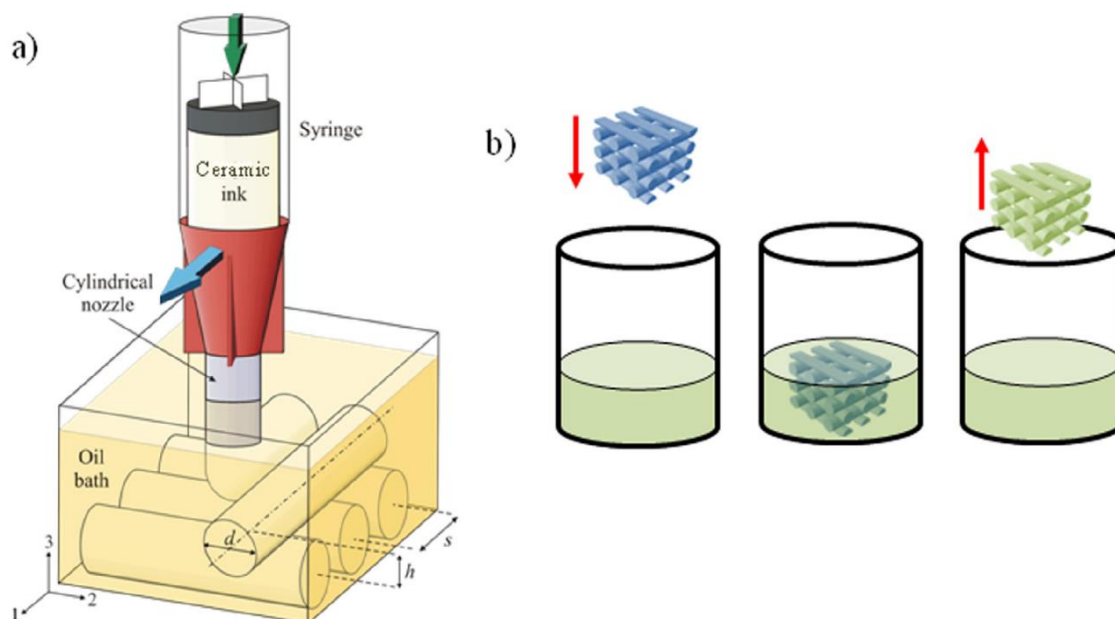 a)
Syringe
Ceramic
ink
Cylindrical
nozzle
Oil
bath
d
s
h
3
2
1
b)